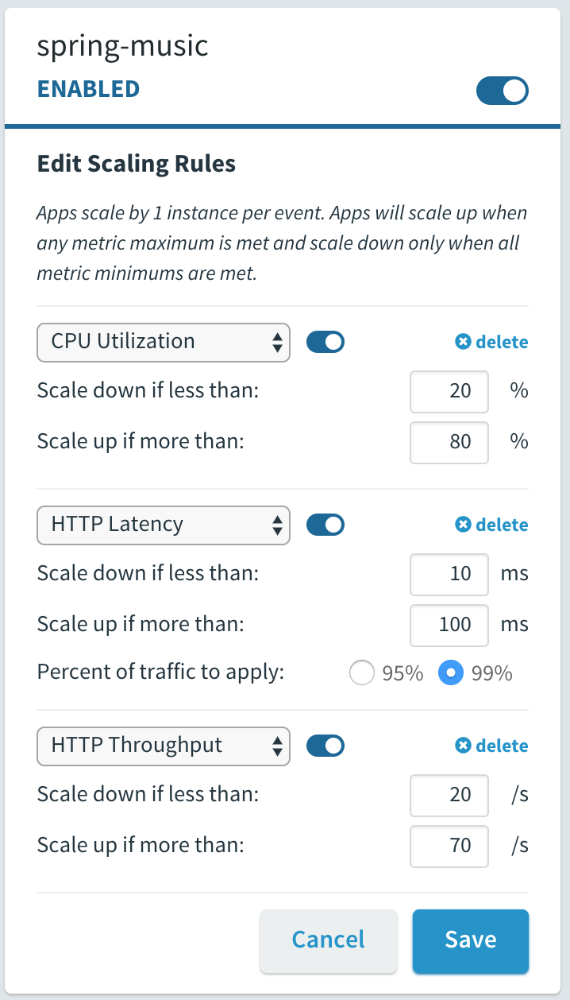 spring-music
ENABLED
Edit Scaling Rules
Apps scale by 1 instance per event. Apps will scale up when
any metric maximum is met and scale down only when all
metric minimums are met.
CPU Utilization delete
Scale down if less than: 20 %
Scale up if more than: 80 %
HTTP Latency delete
Scale down if less than: 10 ms
Scale up if more than: 100 ms
Percent of traffic to apply: 95% 99%
HTTP Throughput delete
Scale down if less than: 20 /s
Scale up if more than: 70 /s
Cancel Save